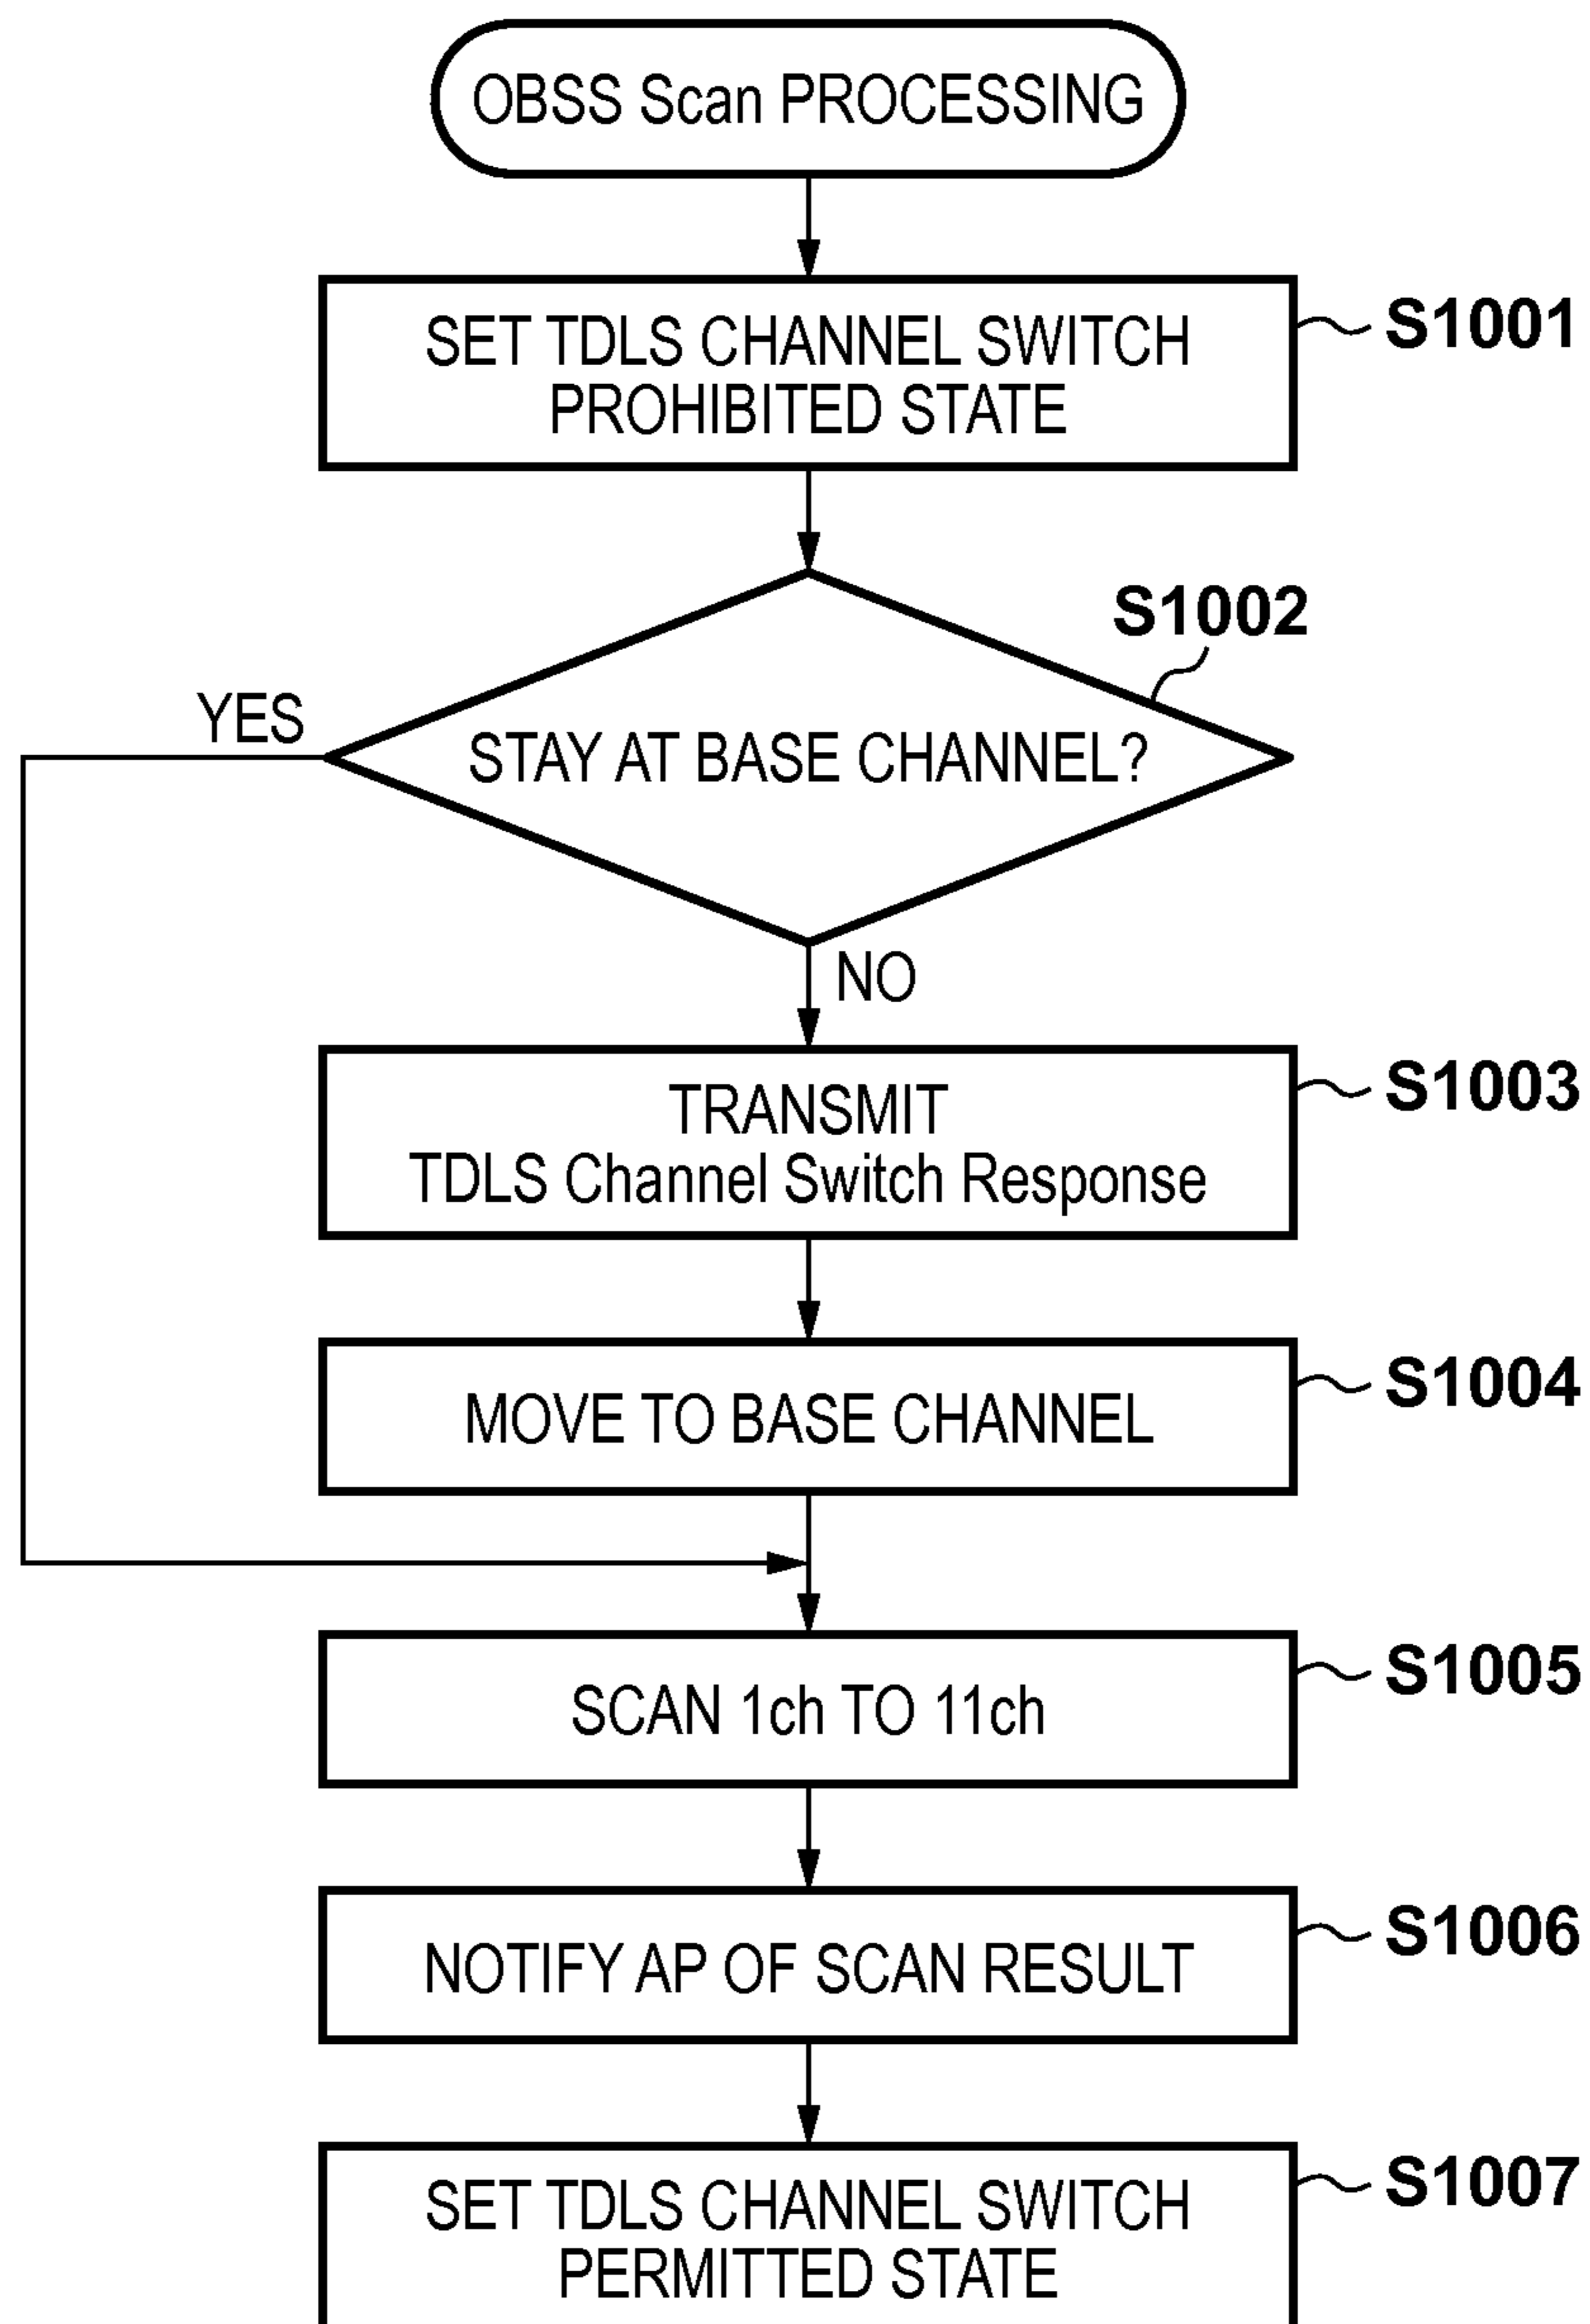 OBSS Scan PROCESSING
SET TDLS CHANNEL SWITCH
PROHIBITED STATE
S1001
S1002
YES
STAY AT BASE CHANNEL?
NO
TRANSMIT
TDLS Channel Switch Response
S1003
MOVE TO BASE CHANNEL
S1004
SCAN 1ch TO 11ch
S1005
NOTIFY AP OF SCAN RESULT
S1006
SET TDLS CHANNEL SWITCH
PERMITTED STATE
S1007